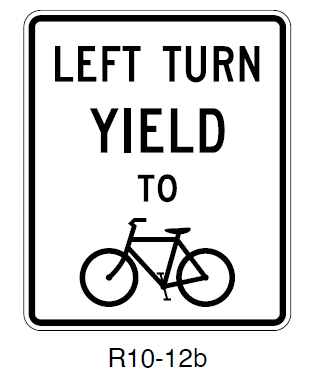 LEFT TURN
YIELD
TO
R10-12b